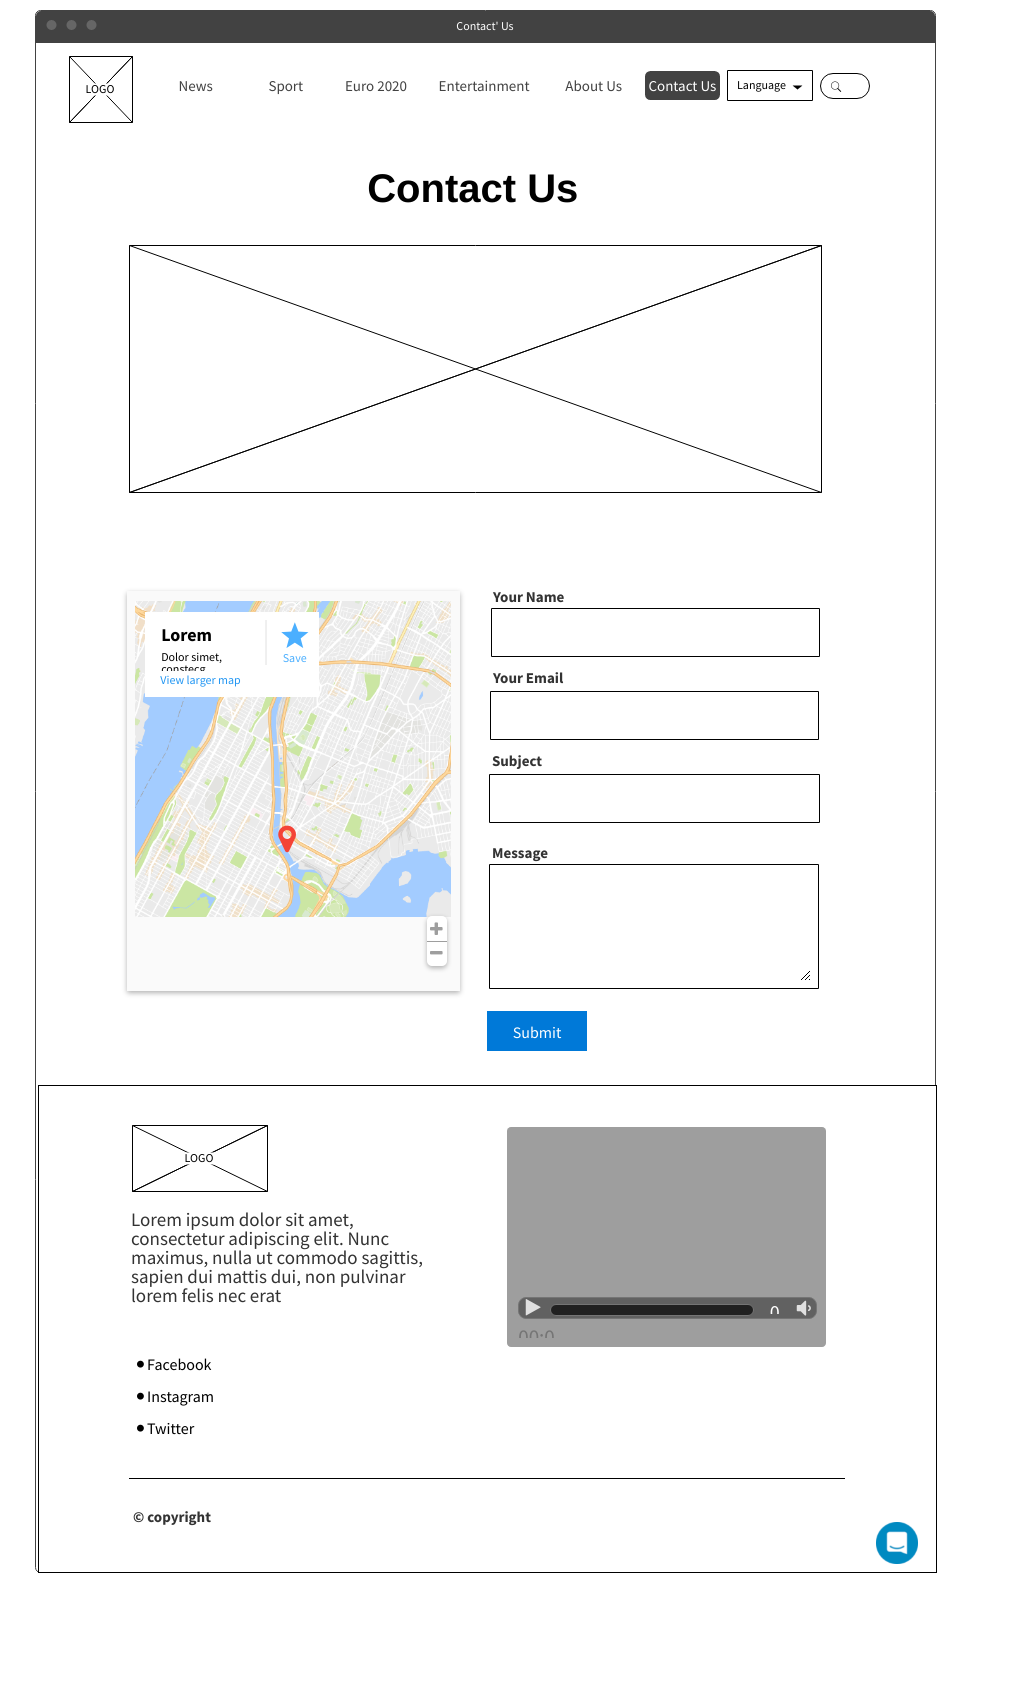 Contact' Us
LOGO
News
Sport
Euro 2020
Entertainment
About Us
Contact Us
Language
Contact Us
Lorem
Dolor simet,
constecg
Save
View larger map
Your Name
Your Email
Subject
Message
Submit
LOGO
Lorem ipsum dolor sit amet,
consectetur adipiscing elit. Nunc
maximus, nulla ut commodo sagittis,
sapien dui mattis dui, non pulvinar
lorem felis nec erat
Facebook
Instagram
Twitter
© copyright